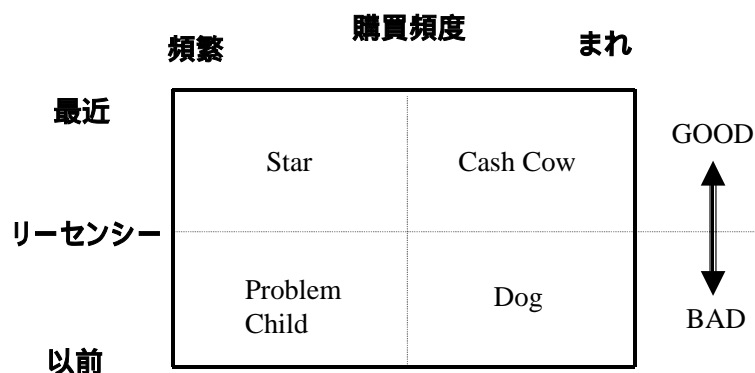 購買頻度
頻繁
まれ
最近
GOOD
Star
Cash Cow
リーセンシー
Problem
Child
Dog
BAD
以前